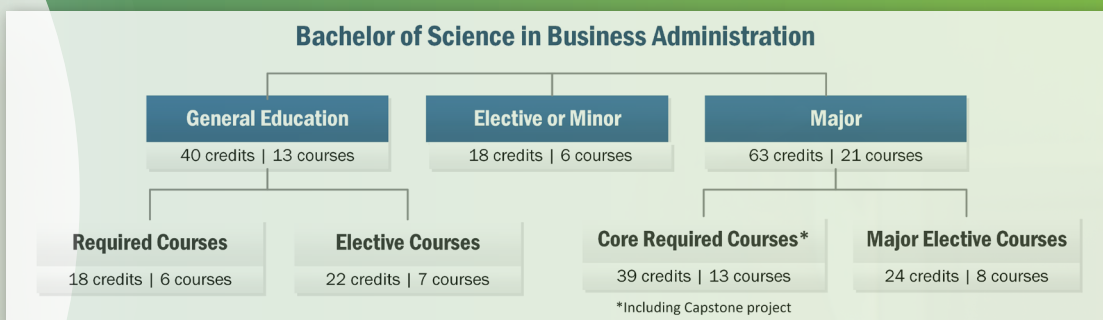 Bachelor of Science in Business Administration
General Education
40 credits | 13 courses
Elective or Minor
18 credits | 6 courses
Major
63 credits | 21 courses
Required Courses
18 credits | 6 courses
Elective Courses
22 credits | 7 courses
Core Required Courses*
39 credits | 13 courses
*Including Capstone project
Major Elective Courses
24 credits | 8 courses